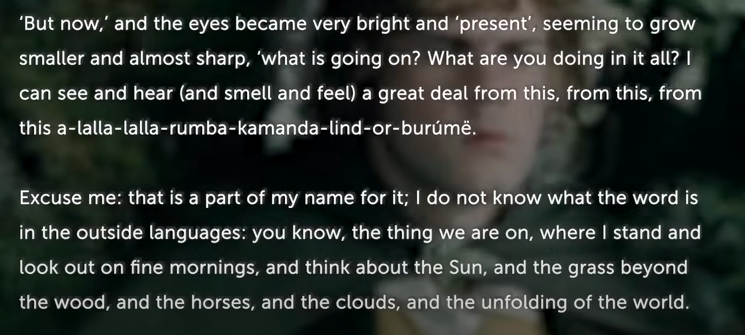 ‘But now,’ and the eyes became very bright and ‘present’, seeming to grow
smaller and almost sharp, ‘what is going on? What are you doing in it all? I
can see and hear (and smell and feel) a great deal from this, from this, from
this a-lalla-lalla-rumba-kamanda-lind-or-burúmë.
Excuse me: that is a part of my name for it; I do not know what the word is
in the outside languages: you know, the thing we are on, where I stand and
look out on fine mornings, and think about the Sun, and the grass beyond
the wood, and the horses, and the clouds, and the unfolding of the world.